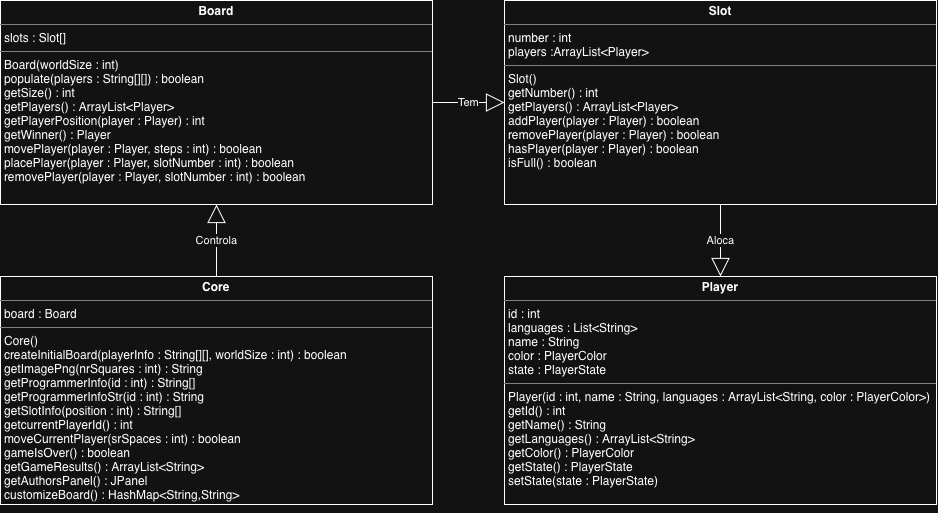 Board
slots : Slot[]
Board(worldSize : int)
populate(players : String[][]) : boolean
getSize() : int
getPlayers() : ArrayList<Player>
getPlayerPosition(player : Player) : int
getWinner() : Player
movePlayer(player : Player, steps : int) : boolean
placePlayer(player : Player, slotNumber : int) : boolean
removePlayer(player : Player, slotNumber : int) : boolean
Tem
Slot
number : int
players :ArrayList<Player>
Slot()
getNumber() : int
getPlayers() : ArrayList<Player>
addPlayer(player : Player) : boolean
removePlayer(player : Player) : boolean
hasPlayer(player : Player) : boolean
isFull() : boolean
Controla
Aloca
Core
board : Board
Core()
createInitialBoard(playerInfo : String[][], worldSize : int) : boolean
getImagePng(nrSquares : int) : String
getProgrammerInfo(id : int) : String[]
getProgrammerInfoStr(id : int) : String
getSlotInfo(position : int) : String[]
getcurrentPlayerId() : int
moveCurrentPlayer(srSpaces : int) : boolean
gameIsOver() : boolean
getGameResults() : ArrayList<String>
getAuthorsPanel() : JPanel
customizeBoard() : HashMap<String,String>
Player
id : int
languages : List<String>
name : String
color : PlayerColor
state : PlayerState
Player(id : int, name : String, languages : ArrayList<String, color : PlayerColor>)
getId() : int
getName() : String
getLanguages() : ArrayList<String>
getColor() : PlayerColor
getState() : PlayerState
setState(state : PlayerState)